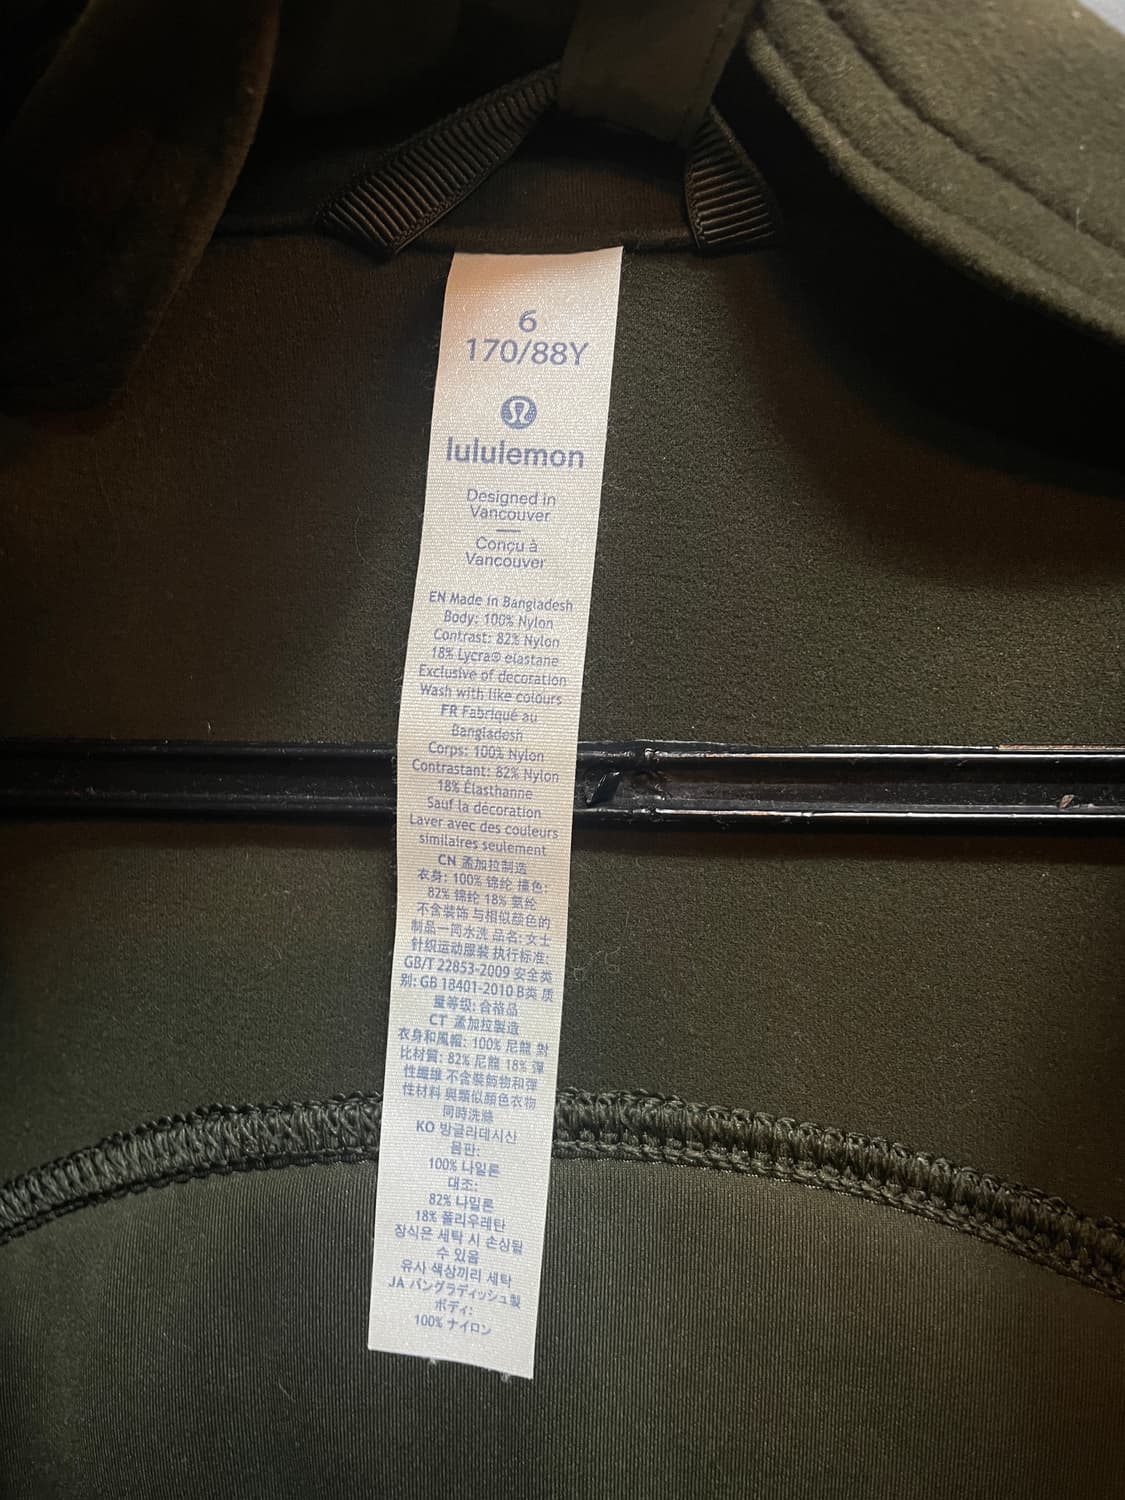 6
170/88Y
lululemon
Designed in
Vancouver
Conçu à
Vancouver
EN Made in Bangladesh
Body: 100% Nylon
Contrast: 82% Nylon
18% Lycra® elastane
Exclusive of decoration
Wash with like colours
FR Fabriqué au
Bangladesh
Corps: 100% Nylon
Contrastant: 82% Nylon
18% Élasthanne
Sauf la décoration
Laver avec des couleurs
similaires seulement
CN 孟加拉制造
衣身: 100% 锦纶 撞色:
82% 锦纶 18% 氨纶
不含装饰 与相似颜色的
制品一同水洗 品名: 女士
针织运动服装 执行标准:
GB/T 22853-2009 安全类
别: GB 18401-2010 B类 质
量等级: 合格品
CT 孟加拉製造
衣身和風帽: 100% 尼龍 對
比材質: 82% 尼龍 18% 彈
性纖維 不含裝飾物和彈
性材料 與類似顏色衣物
同時洗滌
KO 방글라데시산
몸판:
100% 나일론
대조:
82% 나일론
18% 폴리우레탄
장식은 세탁 시 손상될
수 있음
유사 색상끼리 세탁
JA バングラディッシュ製
ボディ:
100% ナイロン